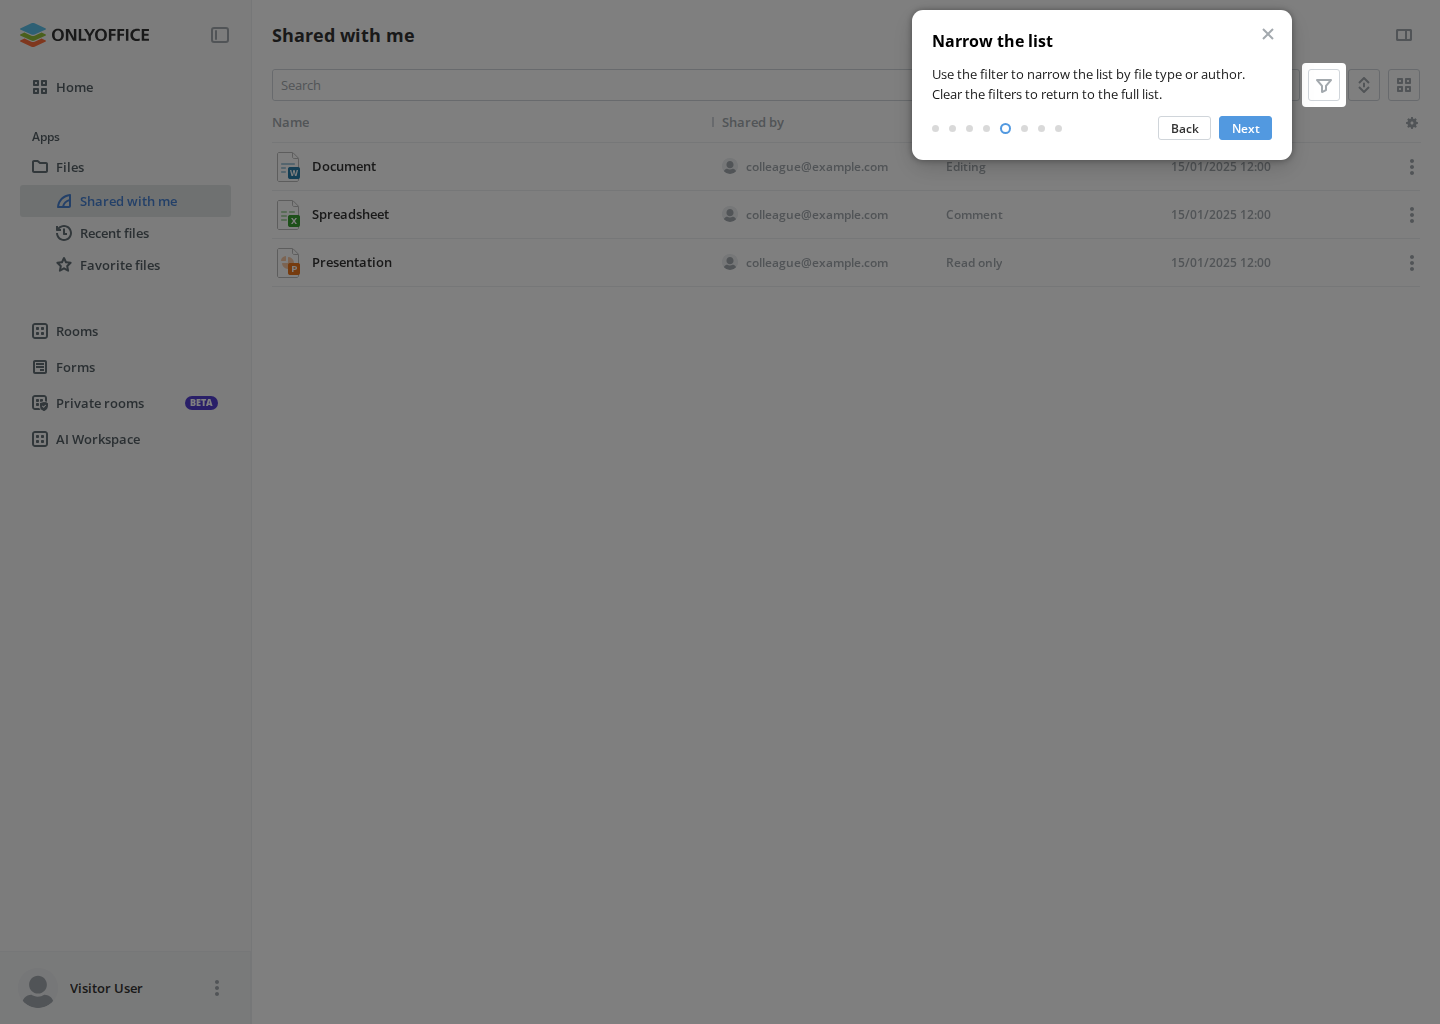 ONLYOFFICE
Home
Apps
Files
Shared with me
Recent files
Favorite files
Rooms
Forms
Private rooms BETA
AI Workspace
Visitor User
Shared with me
Search
Name Shared by
Document colleague@example.com Editing 15/01/2025 12:00
Spreadsheet colleague@example.com Comment 15/01/2025 12:00
Presentation colleague@example.com Read only 15/01/2025 12:00
Narrow the list
Use the filter to narrow the list by file type or author.
Clear the filters to return to the full list.
Back Next